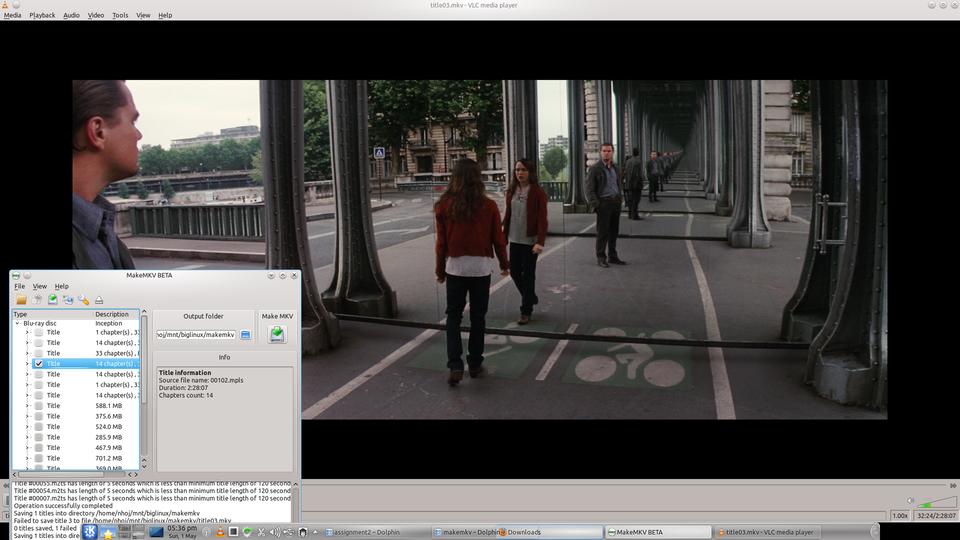 title03.mkv - VLC media player
Media Playback Audio Video Tools View Help
MakeMKV BETA
File View Help
Type Description
Blu-ray disc Inception
Title 1 chapter(s) , 33
Title 14 chapter(s) ,
Title 33 chapter(s) ,
Title 14 chapter(s) ,
Title 14 chapter(s) ,
Title 1 chapter(s) , 33
Title 14 chapter(s) ,
Title 588.1 MB
Title 375.6 MB
Title 524.0 MB
Title 285.9 MB
Title 467.9 MB
Title 701.2 MB
Title 369.0 MB
Output folder
hoj/mnt/biglinux/makemkv
Make MKV
Info
Title information
Source file name: 00102.mpls
Duration: 2:28:07
Chapters count: 14
Title #00055.m2ts has length of 5 seconds which is less than minimum title length of 120 second
Title #00054.m2ts has length of 5 seconds which is less than minimum title length of 120 second
Title #00007.m2ts has length of 5 seconds which is less than minimum title length of 120 second
Operation successfully completed
Saving 1 titles into directory /home/nhoj/mnt/biglinux/makemkv
Failed to save title 3 to file /home/nhoj/makemkv/title03.mkv
0 titles saved, 1 failed
Saving 1 titles into dire
1.00x 32:24/2:28:07
05:36 pm
Sun, 1 May
assignment2 – Dolphin
makemkv – Dolphin
Downloads
MakeMKV BETA
title03.mkv - VLC media player